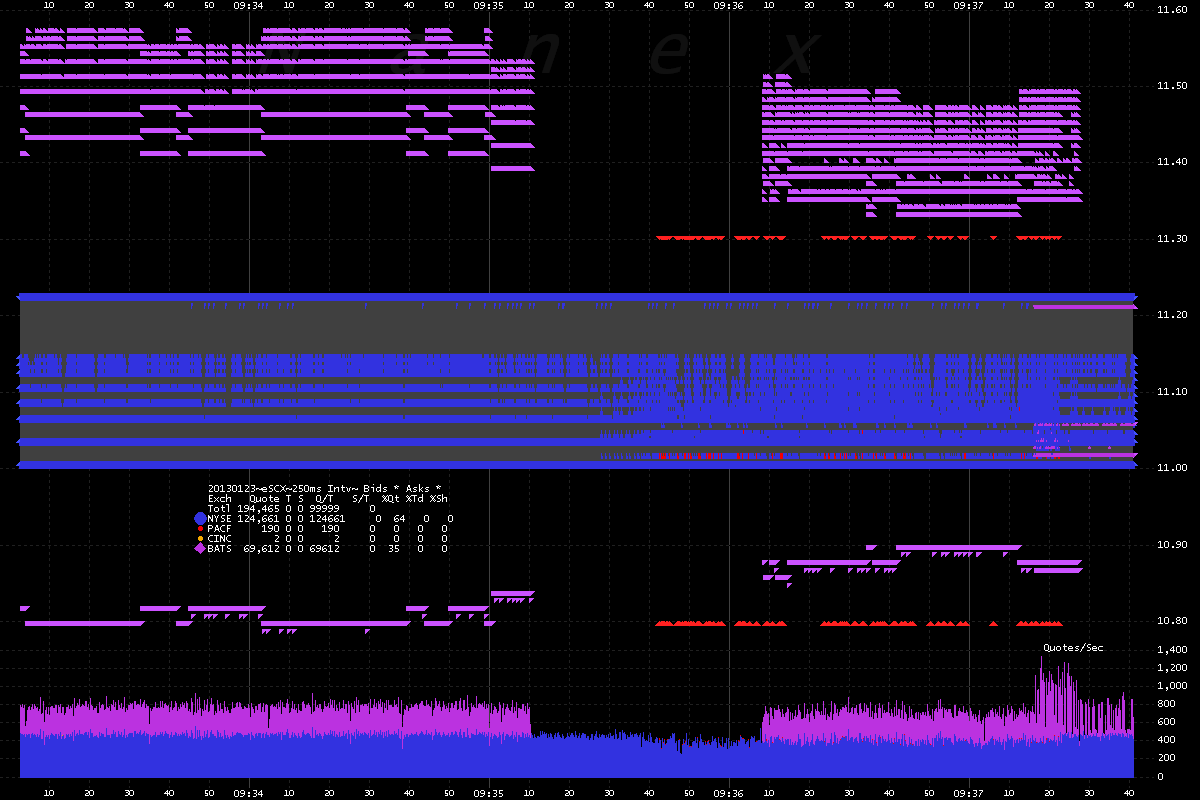 10 20 30 40 50 09:34 10 20 30 40 50 09:35 10 20 30 40 50 09:36 10 20 30 40 50 09:37 10 20 30 40
11.60
n a n e x
11.50
11.40
11.30
11.20
11.10
11.00
20130123~eSCX~250ms Intv~ Bids * Asks *
Exch Quote T S Q/T S/T %Qt %Td %Sh
Totl 194,465 0 0 99999 0
NYSE 124,661 0 0 124661 0 64 0 0
PACF 190 0 0 190 0 0 0 0
CINC 2 0 0 2 0 0 0 0
BATS 69,612 0 0 69612 0 35 0 0
10.90
10.80
Quotes/Sec
1,400
1,200
1,000
800
600
400
200
0
10 20 30 40 50 09:34 10 20 30 40 50 09:35 10 20 30 40 50 09:36 10 20 30 40 50 09:37 10 20 30 40